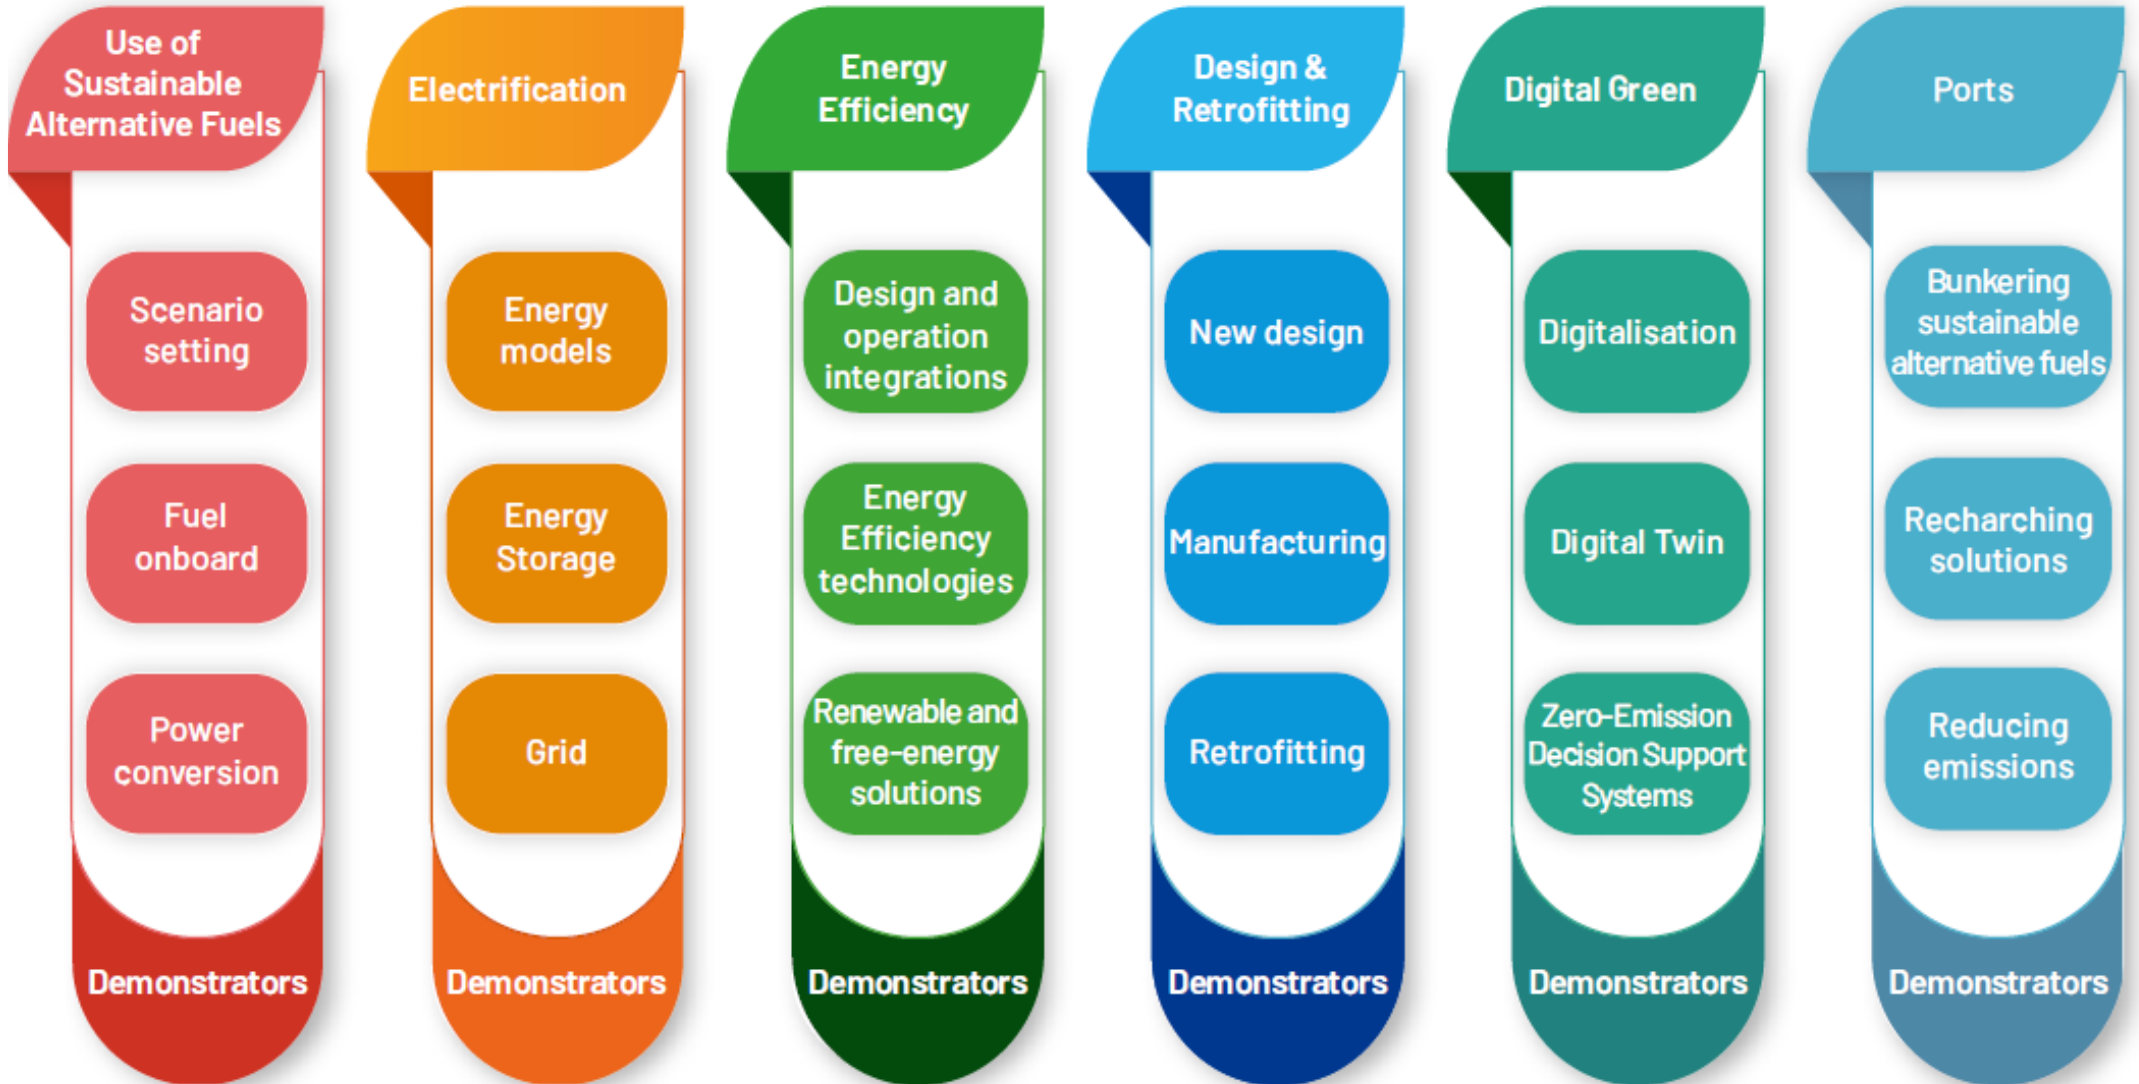 Use of
Sustainable
Alternative Fuels
Scenario
setting
Fuel
onboard
Power
conversion
Demonstrators
Electrification
Energy
models
Energy
Storage
Grid
Demonstrators
Energy
Efficiency
Design and
operation
integrations
Energy
Efficiency
technologies
Renewable and
free-energy
solutions
Demonstrators
Design &
Retrofitting
New design
Manufacturing
Retrofitting
Demonstrators
Digital Green
Digitalisation
Digital Twin
Zero-Emission
Decision Support
Systems
Demonstrators
Ports
Bunkering
sustainable
alternative fuels
Recharching
solutions
Reducing
emissions
Demonstrators